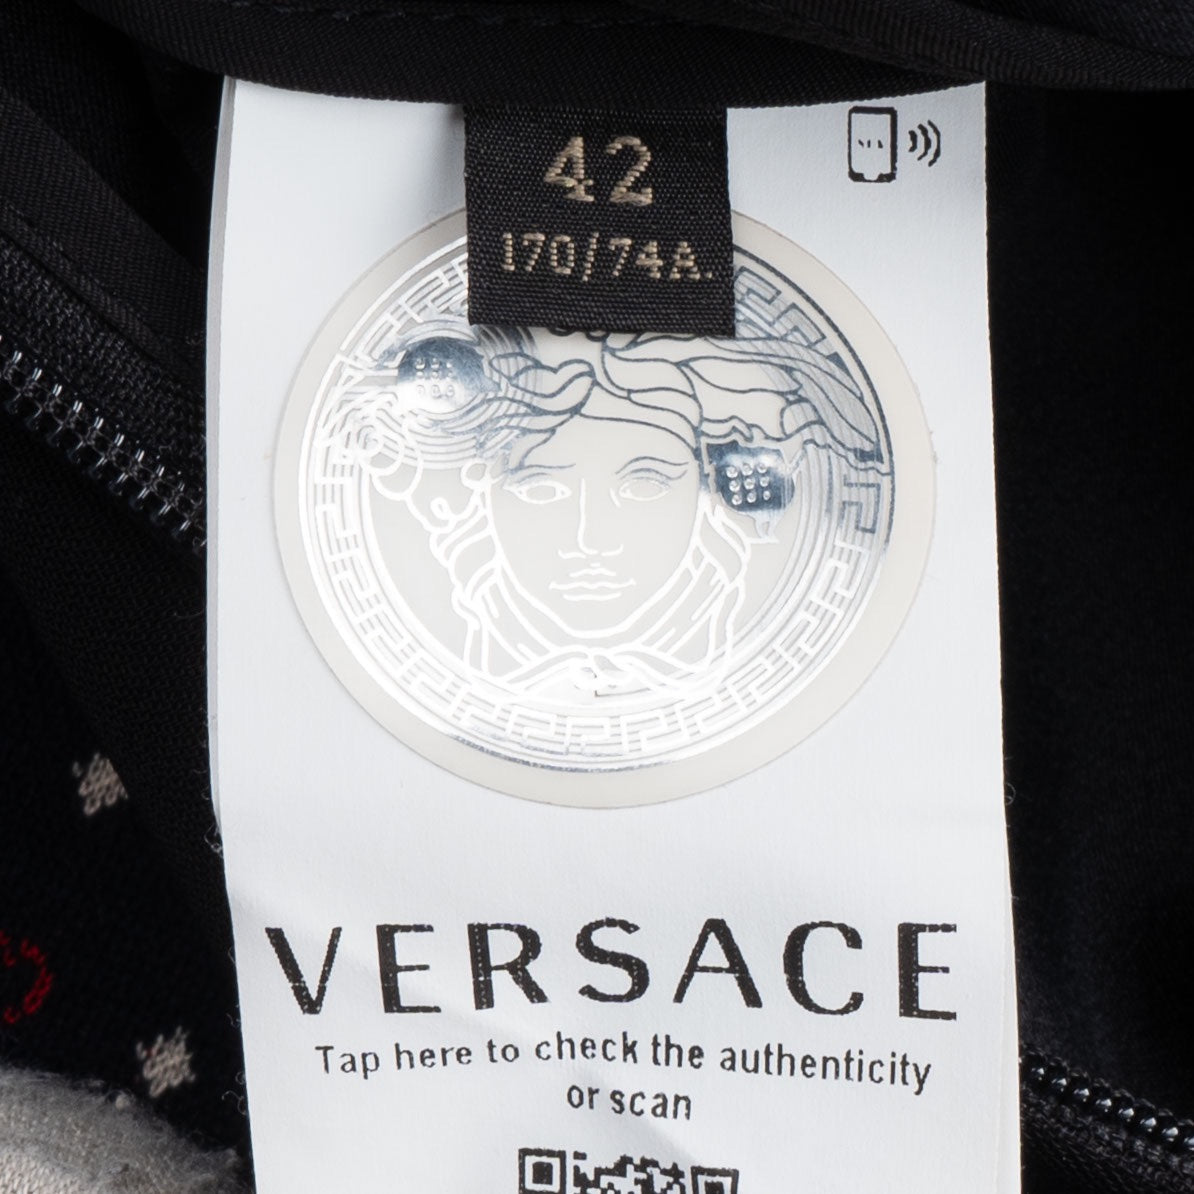 42
170/74A.
VERSACE
Tap here to check the authenticity
or scan